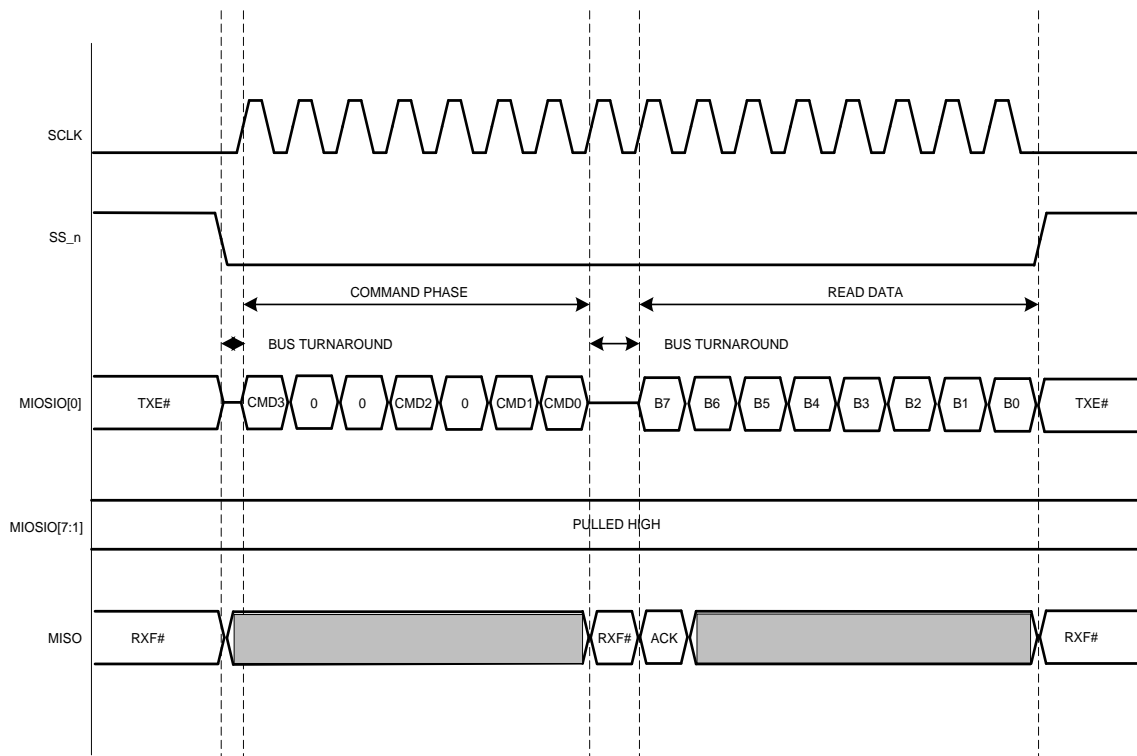 SCLK
SS_n
COMMAND PHASE READ DATA
BUS TURNAROUND BUS TURNAROUND
MIOSIO[0] TXE# CMD3 0 0 CMD2 0 CMD1 CMD0 B7 B6 B5 B4 B3 B2 B1 B0 TXE#
MIOSIO[7:1] PULLED HIGH
MISO RXF# RXF# ACK RXF#